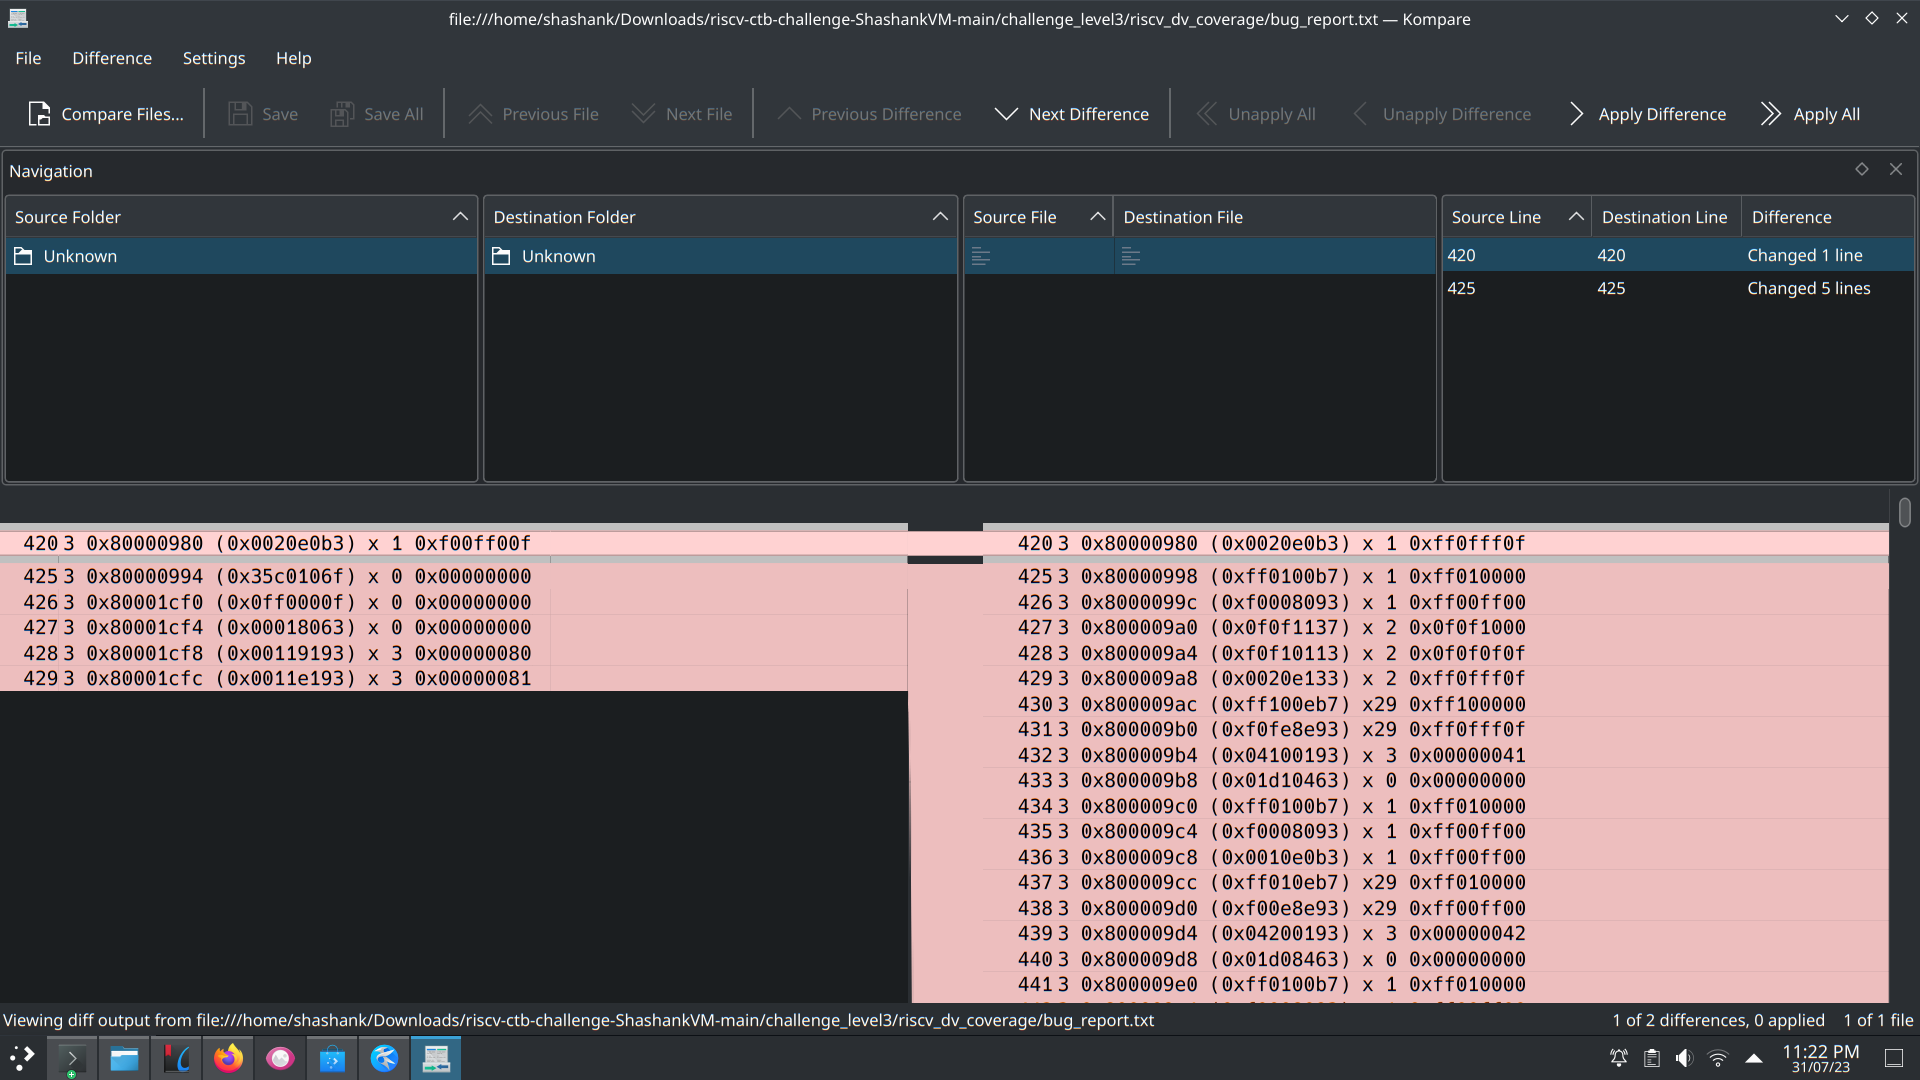 file:///home/shashank/Downloads/riscv-ctb-challenge-ShashankVM-main/challenge_level3/riscv_dv_coverage/bug_report.txt — Kompare
File Difference Settings Help
Compare Files... Save Save All Previous File Next File Previous Difference Next Difference Unapply All Unapply Difference Apply Difference Apply All
Navigation
Source Folder Destination Folder Source File Destination File Source Line Destination Line Difference
Unknown Unknown 420 420 Changed 1 line
425 425 Changed 5 lines
420 3 0x80000980 (0x0020e0b3) x 1 0xf00ff00f 420 3 0x80000980 (0x0020e0b3) x 1 0xff0fff0f
425 3 0x80000994 (0x35c0106f) x 0 0x00000000 425 3 0x80000998 (0xff0100b7) x 1 0xff010000
426 3 0x80001cf0 (0x0ff0000f) x 0 0x00000000 426 3 0x8000099c (0xf0008093) x 1 0xff00ff00
427 3 0x80001cf4 (0x00018063) x 0 0x00000000 427 3 0x800009a0 (0x0f0f1137) x 2 0x0f0f1000
428 3 0x80001cf8 (0x00119193) x 3 0x00000080 428 3 0x800009a4 (0xf0f10113) x 2 0x0f0f0f0f
429 3 0x80001cfc (0x0011e193) x 3 0x00000081 429 3 0x800009a8 (0x0020e133) x 2 0xff0fff0f
430 3 0x800009ac (0xff100eb7) x29 0xff100000
431 3 0x800009b0 (0xf0fe8e93) x29 0xff0fff0f
432 3 0x800009b4 (0x04100193) x 3 0x00000041
433 3 0x800009b8 (0x01d10463) x 0 0x00000000
434 3 0x800009c0 (0xff0100b7) x 1 0xff010000
435 3 0x800009c4 (0xf0008093) x 1 0xff00ff00
436 3 0x800009c8 (0x0010e0b3) x 1 0xff00ff00
437 3 0x800009cc (0xff010eb7) x29 0xff010000
438 3 0x800009d0 (0xf00e8e93) x29 0xff00ff00
439 3 0x800009d4 (0x04200193) x 3 0x00000042
440 3 0x800009d8 (0x01d08463) x 0 0x00000000
441 3 0x800009e0 (0xff0100b7) x 1 0xff010000
Viewing diff output from file:///home/shashank/Downloads/riscv-ctb-challenge-ShashankVM-main/challenge_level3/riscv_dv_coverage/bug_report.txt 1 of 2 differences, 0 applied 1 of 1 file
11:22 PM
31/07/23